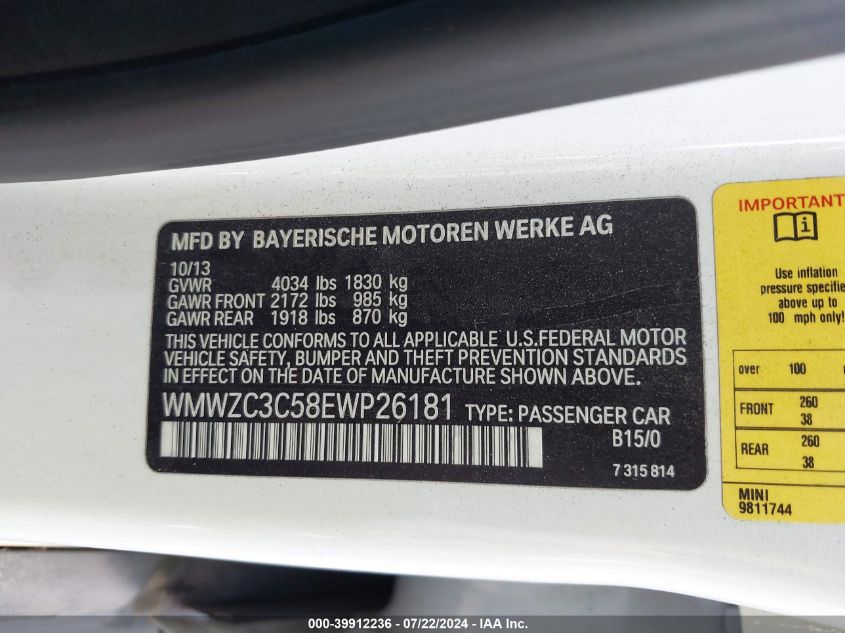 MFD BY BAYERISCHE MOTOREN WERKE AG
10/13
GVWR 4034 lbs 1830 kg
GAWR FRONT 2172 lbs 985 kg
GAWR REAR 1918 lbs 870 kg
THIS VEHICLE CONFORMS TO ALL APPLICABLE U.S.FEDERAL MOTOR
VEHICLE SAFETY, BUMPER AND THEFT PREVENTION STANDARDS
IN EFFECT ON THE DATE OF MANUFACTURE SHOWN ABOVE.
WMWZC3C58EWP26181 TYPE: PASSENGER CAR
B15/0
7 315 814
IMPORTANT
Use inflation
pressure specifie
above up to
100 mph only!
over 100
FRONT 260
38
REAR 260
38
MINI
9811744
000-39912236 - 07/22/2024 - IAA Inc.